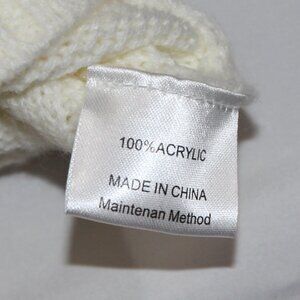 100%ACRYLIC
MADE IN CHINA
Maintenan Method